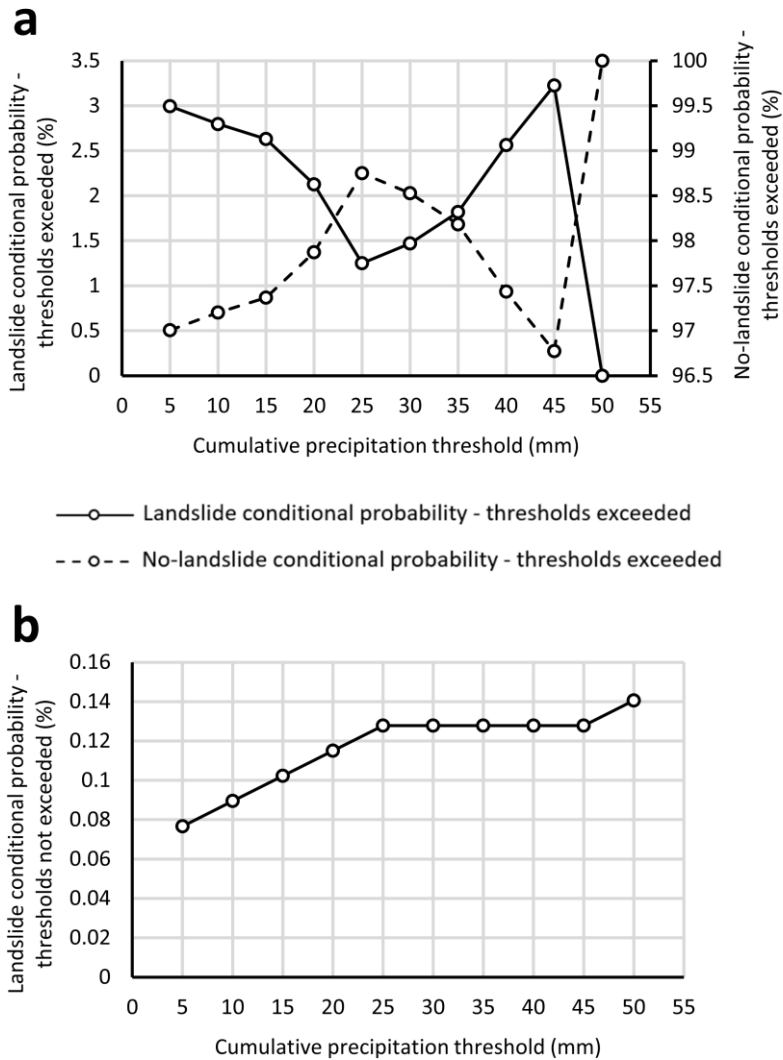 a
Landslide conditional probability -
thresholds exceeded (%)
3.5
3
2.5
2
1.5
1
0.5
0
100
99.5
99
98.5
98
97.5
97
96.5
No-landslide conditional probability -
thresholds exceeded (%)
0 5 10 15 20 25 30 35 40 45 50 55
Cumulative precipitation threshold (mm)
Landslide conditional probability - thresholds exceeded
No-landslide conditional probability - thresholds exceeded
b
Landslide conditional probability -
thresholds not exceeded (%)
0.16
0.14
0.12
0.1
0.08
0.06
0.04
0.02
0
0 5 10 15 20 25 30 35 40 45 50 55
Cumulative precipitation threshold (mm)